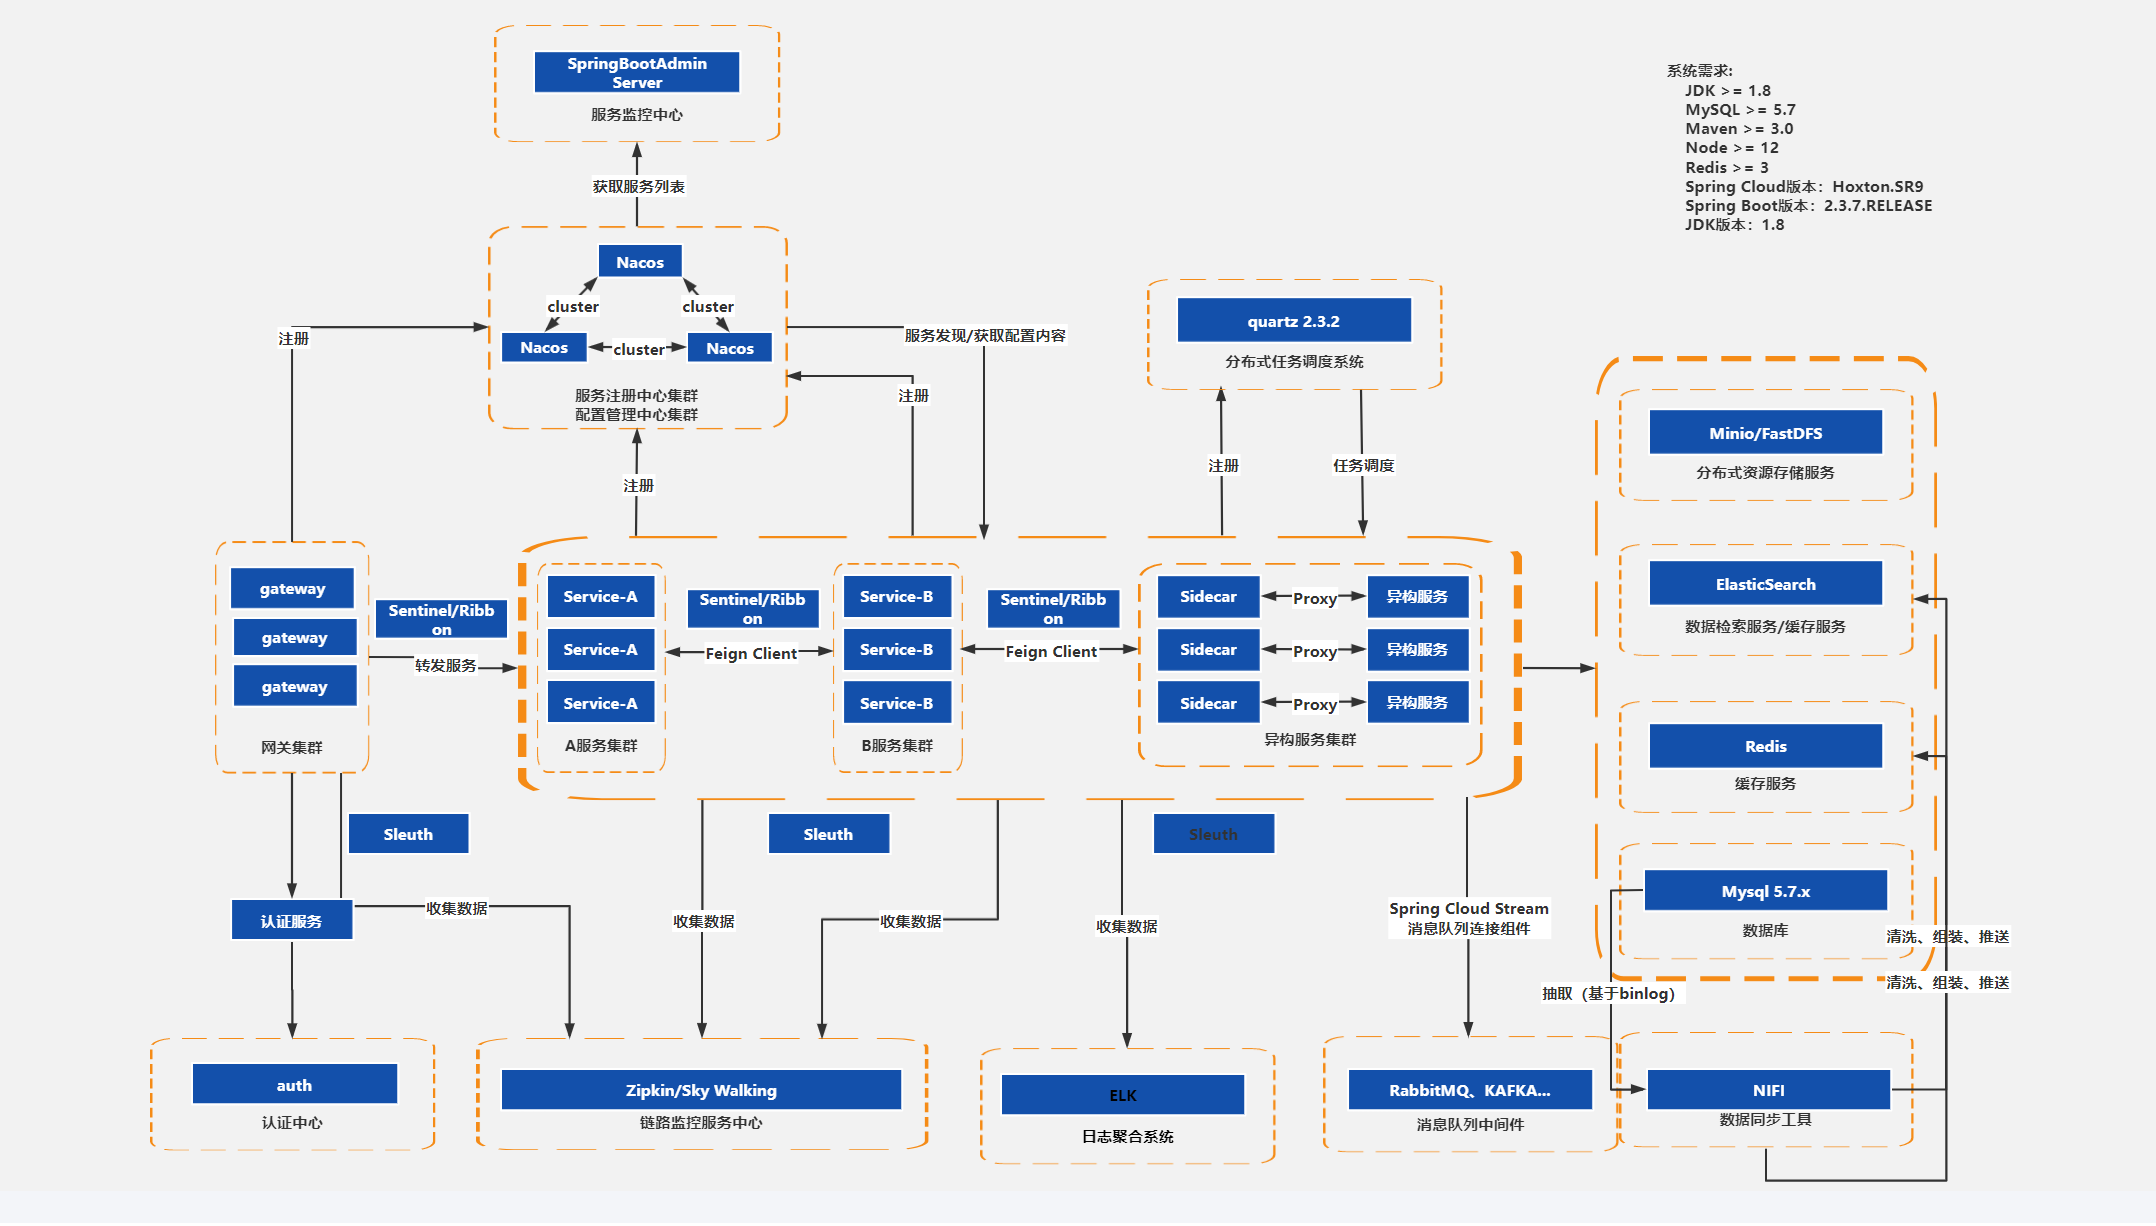 SpringBootAdmin
Server
服务监控中心
系统需求:
JDK >= 1.8
MySQL >= 5.7
Maven >= 3.0
Node >= 12
Redis >= 3
Spring Cloud版本：Hoxton.SR9
Spring Boot版本：2.3.7.RELEASE
JDK版本：1.8
获取服务列表
Nacos
cluster
cluster
Nacos
cluster
Nacos
服务注册中心集群
配置管理中心集群
注册
服务发现/获取配置内容
注册
注册
quartz 2.3.2
分布式任务调度系统
注册
任务调度
Minio/FastDFS
分布式资源存储服务
ElasticSearch
数据检索服务/缓存服务
Redis
缓存服务
Mysql 5.7.x
数据库
gateway
gateway
gateway
网关集群
Sentinel/Ribb
on
转发服务
Service-A
Service-A
Service-A
A服务集群
Sentinel/Ribb
on
Feign Client
Service-B
Service-B
Service-B
B服务集群
Sentinel/Ribb
on
Feign Client
Sidecar
Proxy
异构服务
Sidecar
Proxy
异构服务
Sidecar
Proxy
异构服务
异构服务集群
Sleuth
Sleuth
Sleuth
认证服务
收集数据
收集数据
收集数据
收集数据
Spring Cloud Stream
消息队列连接组件
清洗、组装、推送
清洗、组装、推送
抽取（基于binlog）
auth
认证中心
Zipkin/Sky Walking
链路监控服务中心
ELK
日志聚合系统
RabbitMQ、KAFKA...
消息队列中间件
NIFI
数据同步工具